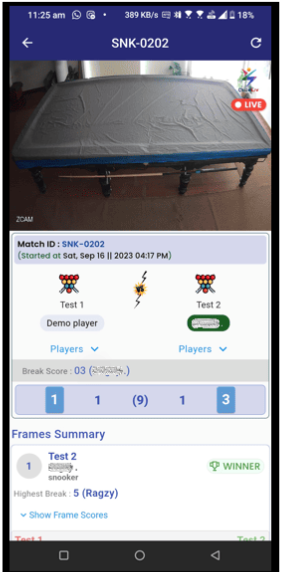 11:25 am 389 KB/s 18%
SNK-0202
LIVE
ZCAM
Match ID : SNK-0202
(Started at Sat, Sep 16 || 2023 04:17 PM)
VS
Test 1 Test 2
Demo player
Players Players
Break Score : 03 ( .)
1 1 (9) 1 3
Frames Summary
1 Test 2
WINNER
snooker
Highest Break : 5 (Ragzy)
Show Frame Scores
Test 1 Test 2